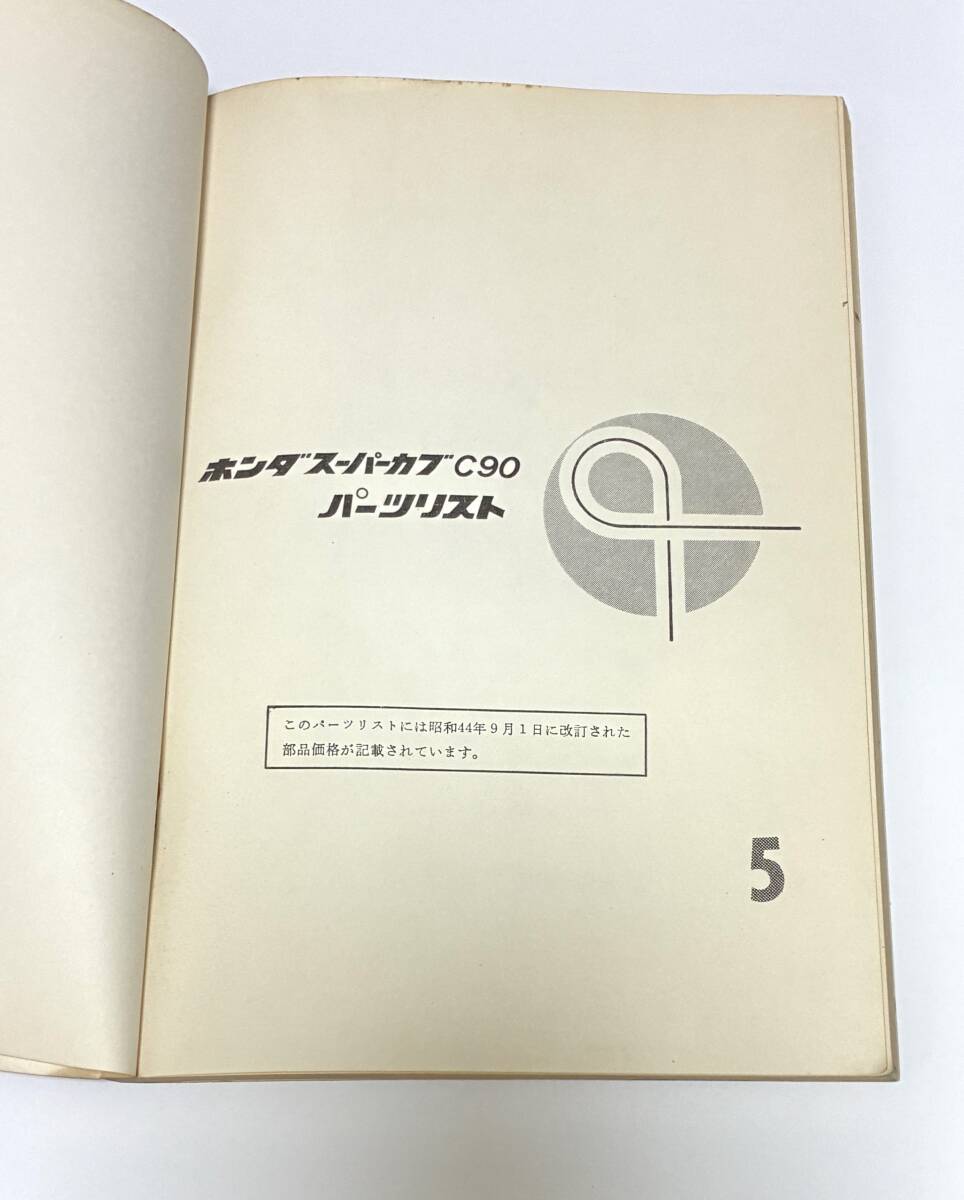 ホンダスーパーカブC90
パーツリスト
このパーツリストには昭和44年9月1日に改訂された
部品価格が記載されています。
5